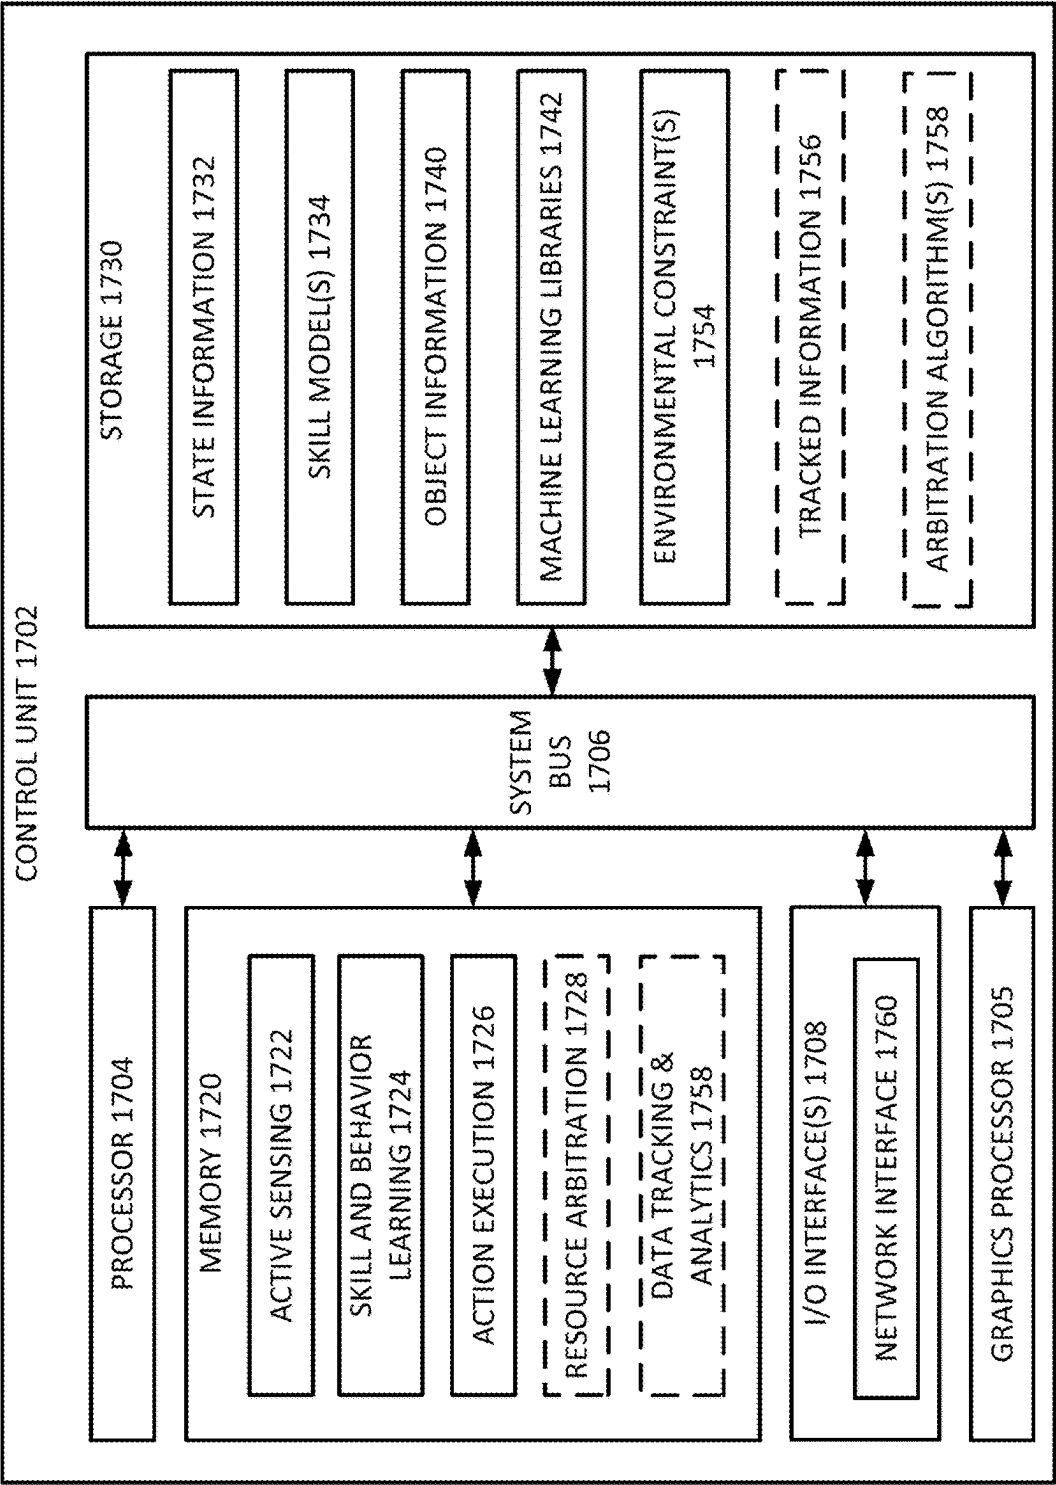 CONTROL UNIT 1702
PROCESSOR 1704
MEMORY 1720
ACTIVE SENSING 1722
SKILL AND BEHAVIOR
LEARNING 1724
ACTION EXECUTION 1726
RESOURCE ARBITRATION 1728
DATA TRACKING &
ANALYTICS 1758
I/O INTERFACE(S) 1708
NETWORK INTERFACE 1760
GRAPHICS PROCESSOR 1705
SYSTEM
BUS
1706
STORAGE 1730
STATE INFORMATION 1732
SKILL MODEL(S) 1734
OBJECT INFORMATION 1740
MACHINE LEARNING LIBRARIES 1742
ENVIRONMENTAL CONSTRAINT(S)
1754
TRACKED INFORMATION 1756
ARBITRATION ALGORITHM(S) 1758